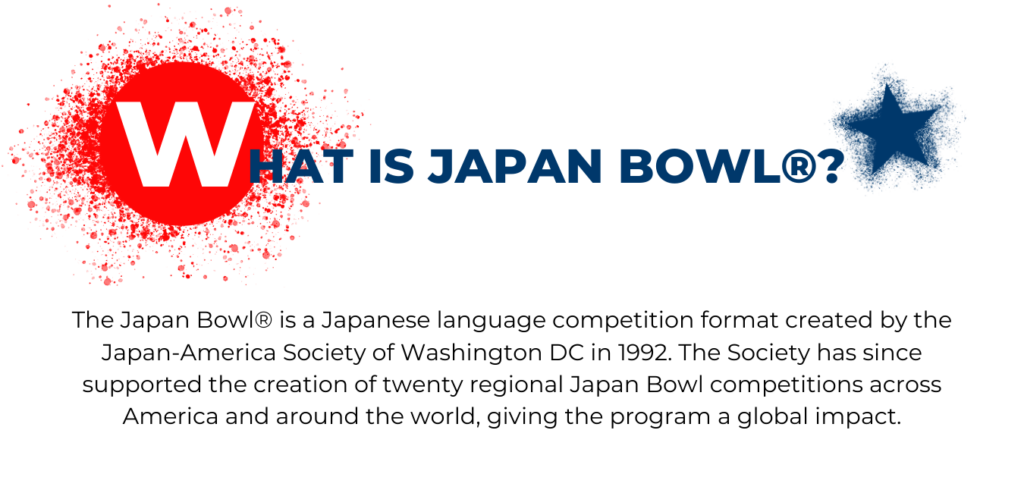 WHAT IS JAPAN BOWL®?
The Japan Bowl® is a Japanese language competition format created by the
Japan-America Society of Washington DC in 1992. The Society has since
supported the creation of twenty regional Japan Bowl competitions across
America and around the world, giving the program a global impact.